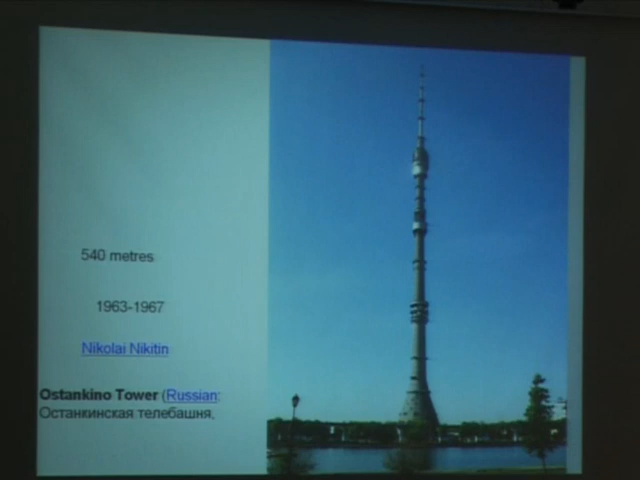 540 metres
1963-1967
Nikolai Nikitin
Ostankino Tower (Russian:
Останкинская телебашня,